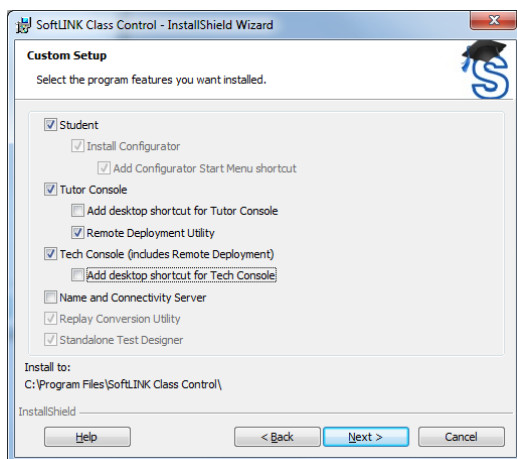 SoftLINK Class Control - InstallShield Wizard
Custom Setup
Select the program features you want installed.
Student
Install Configurator
Add Configurator Start Menu shortcut
Tutor Console
Add desktop shortcut for Tutor Console
Remote Deployment Utility
Tech Console (includes Remote Deployment)
Add desktop shortcut for Tech Console
Name and Connectivity Server
Replay Conversion Utility
Standalone Test Designer
Install to:
C:\Program Files\SoftLINK Class Control\
InstallShield
Help < Back Next > Cancel